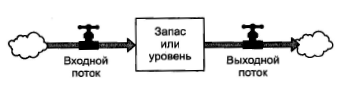 Запас
или
уровень
Входной
поток
Выходной
поток